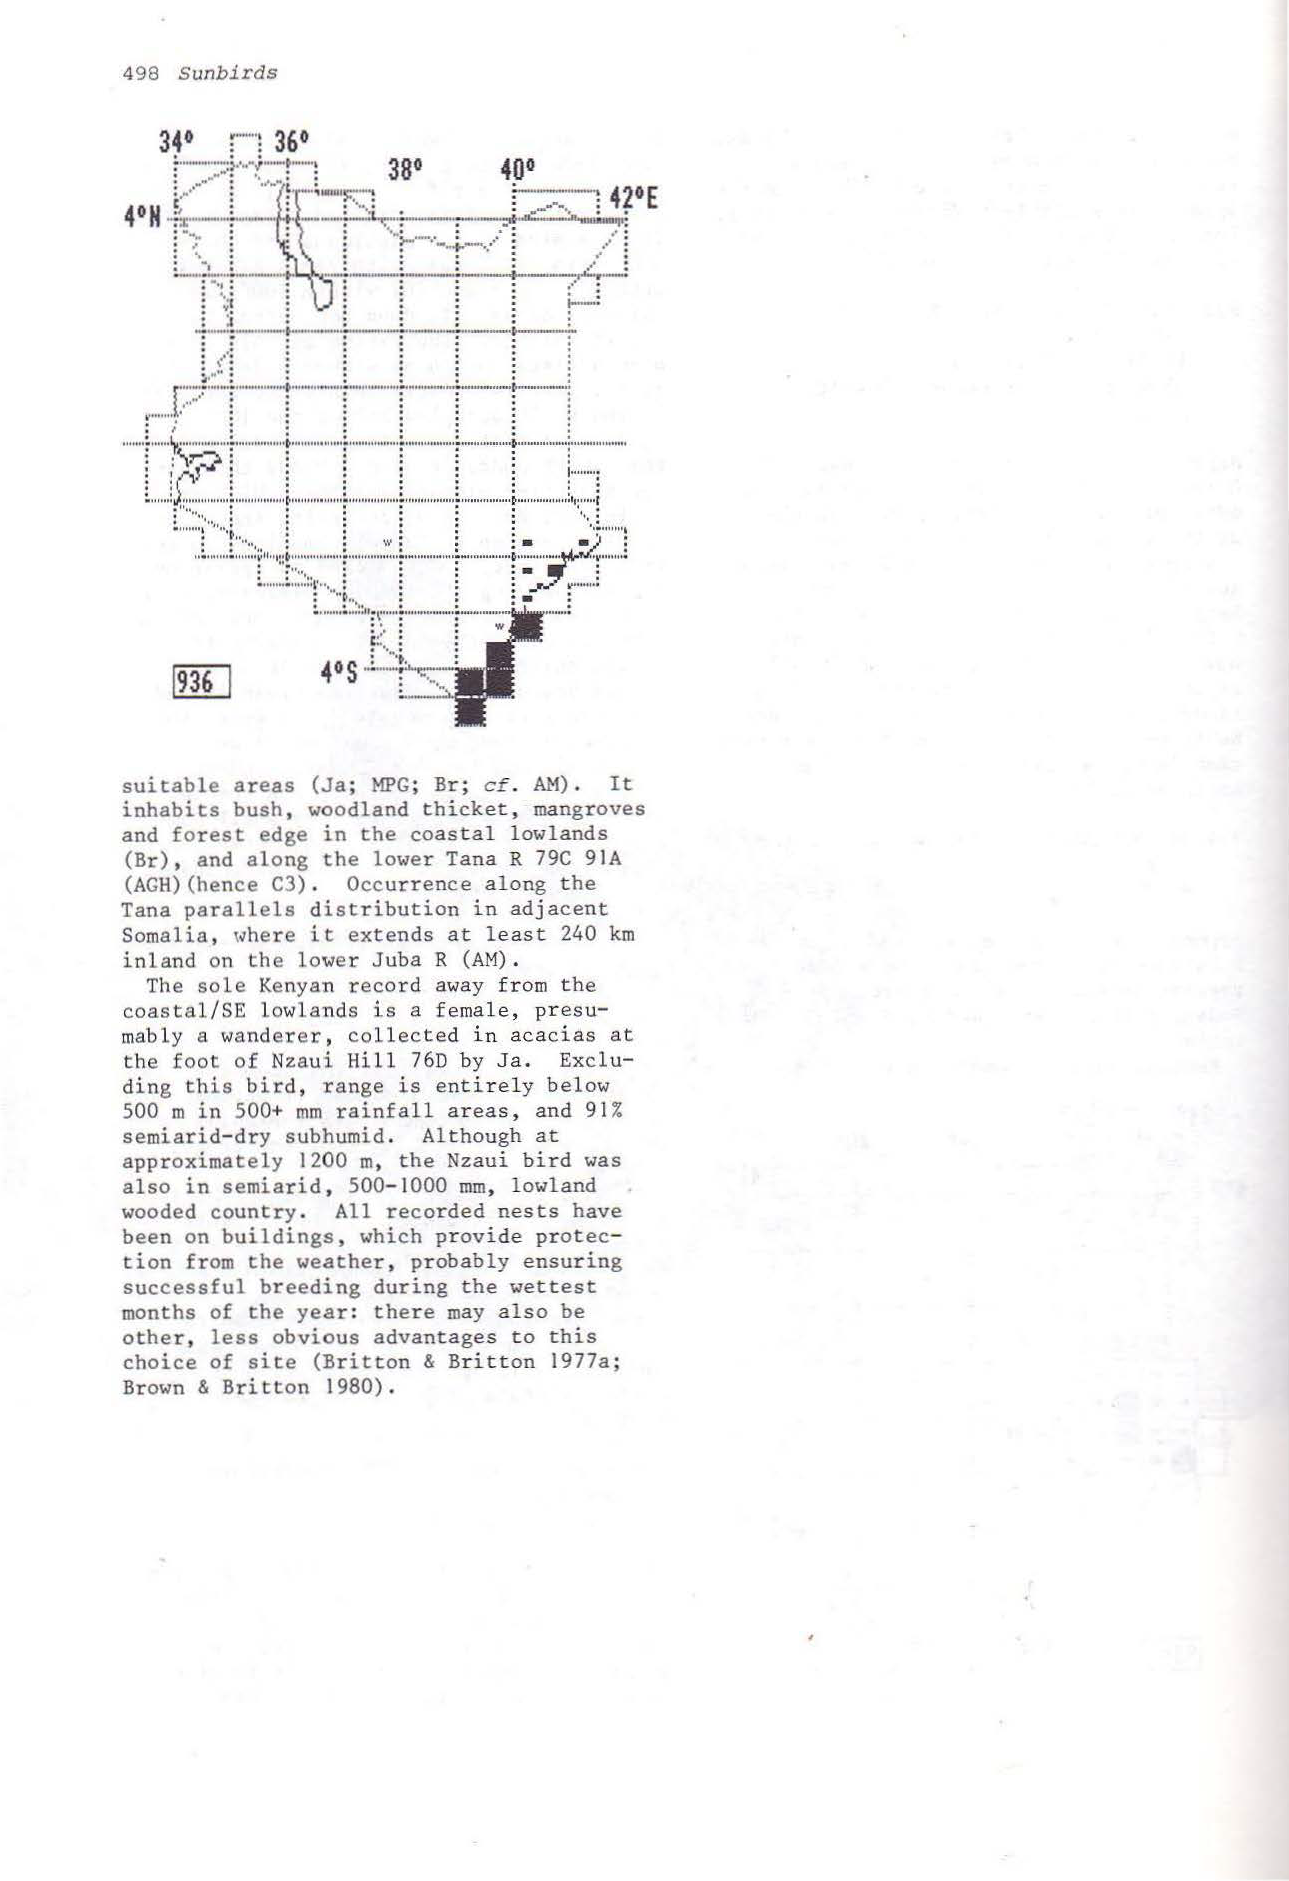 498 Sunbirds
34° 36°
38° 40°
42°E
4°N
w
w
4°S
936
suitable areas (Ja; MPG; Br; cf. AM). It
inhabits bush, woodland thicket, mangroves
and forest edge in the coastal lowlands
(Br), and along the lower Tana R 79C 91A
(AGH)(hence C3). Occurrence along the
Tana parallels distribution in adjacent
Somalia, where it extends at least 240 km
inland on the lower Juba R (AM).
The sole Kenyan record away from the
coastal/SE lowlands is a female, presu-
mably a wanderer, collected in acacias at
the foot of Nzaui Hill 76D by Ja. Exclu-
ding this bird, range is entirely below
500 m in 500+ mm rainfall areas, and 91%
semiarid-dry subhumid. Although at
approximately 1200 m, the Nzaui bird was
also in semiarid, 500-1000 mm, lowland
wooded country. All recorded nests have
been on buildings, which provide protec-
tion from the weather, probably ensuring
successful breeding during the wettest
months of the year: there may also be
other, less obvious advantages to this
choice of site (Britton & Britton 1977a;
Brown & Britton 1980).